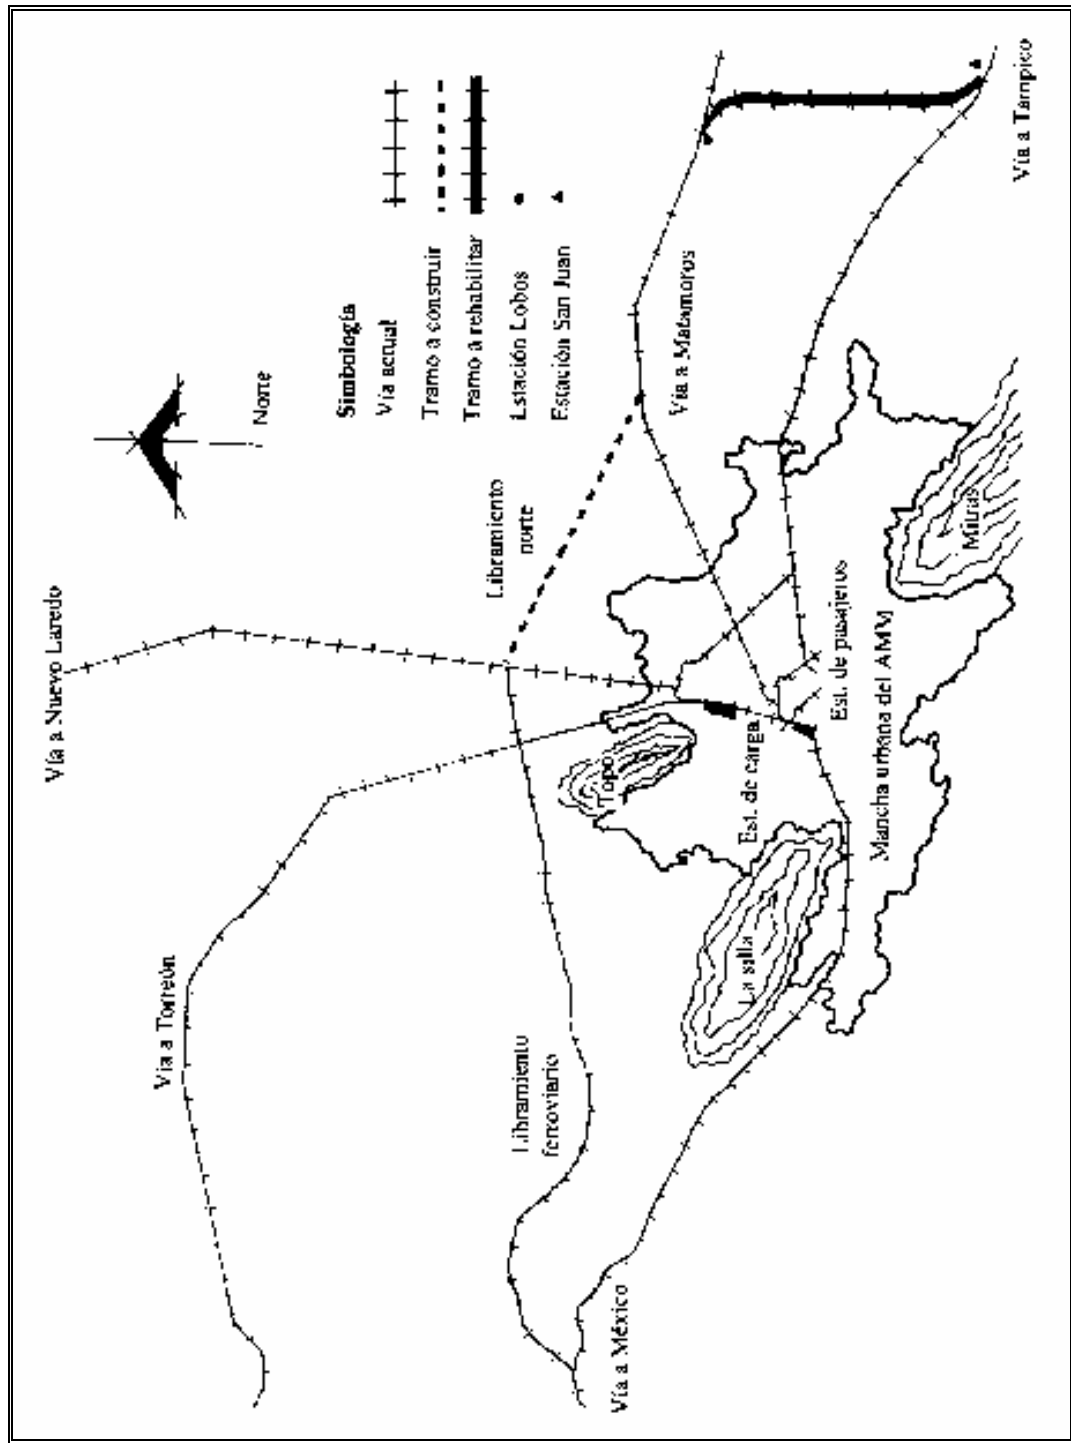 Simbología
Vía actual
Tramo a construir
Tramo a rehabilitar
Estación Lobos
Estación San Juan
Norte
Vía a Nuevo Laredo
Vía a Torreón
Libramiento
norte
Libramiento
ferroviario
Vía a México
Vía a Matamoros
Vía a Tampico
Topo
La silla
Mitras
Est. de carga
Est. de pasajeros
Mancha urbana del AMM